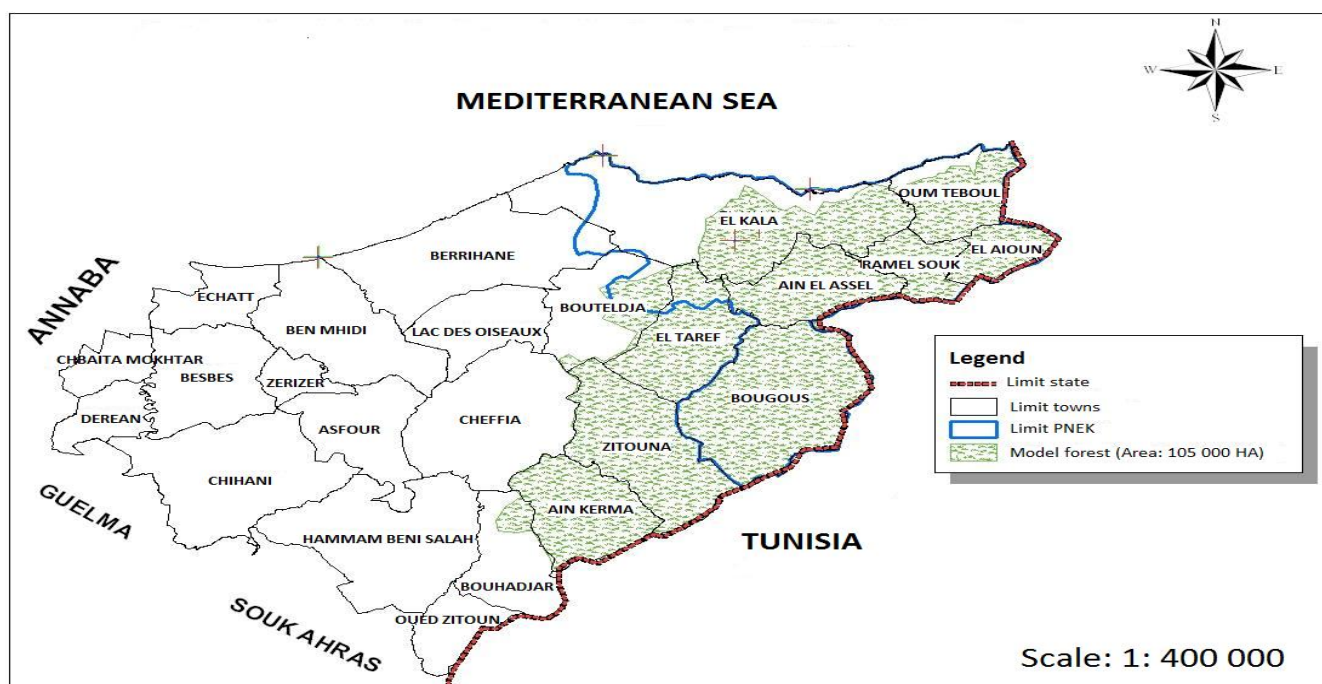 N
W E
S
MEDITERRANEAN SEA
OUM TEBOUL
EL KALA
EL AIOUN
BERRIHANE
RAMEL SOUK
ANNABA
AIN EL ASSEL
ECHATT
BOUTELDJA
BEN MHIDI
LAC DES OISEAUX
EL TAREF
CHBAITA MOKHTAR
BESBES
ZERIZER
BOUGOUS
DEREAN
ASFOUR
CHEFFIA
ZITOUNA
CHIHANI
GUELMA
AIN KERMA
HAMMAM BENI SALAH
TUNISIA
BOUHADJAR
SOUK AHRAS
OUED ZITOUN
Legend
Limit state
Limit towns
Limit PNEK
Model forest (Area: 105 000 HA)
Scale: 1: 400 000